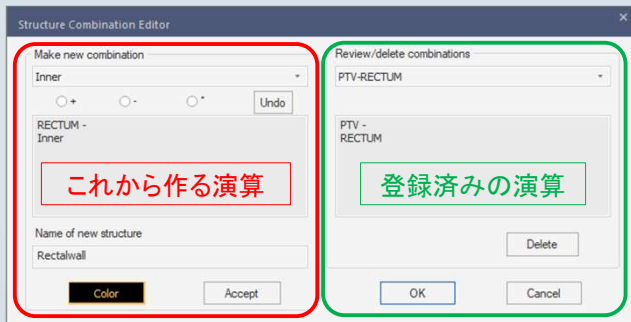 Structure Combination Editor
×
Make new combination
Inner
+
-
*
Undo
RECTUM -
Inner
これから作る演算
Name of new structure
Rectalwall
Color
Accept
Review/delete combinations
PTV-RECTUM
PTV -
RECTUM
登録済みの演算
Delete
OK
Cancel